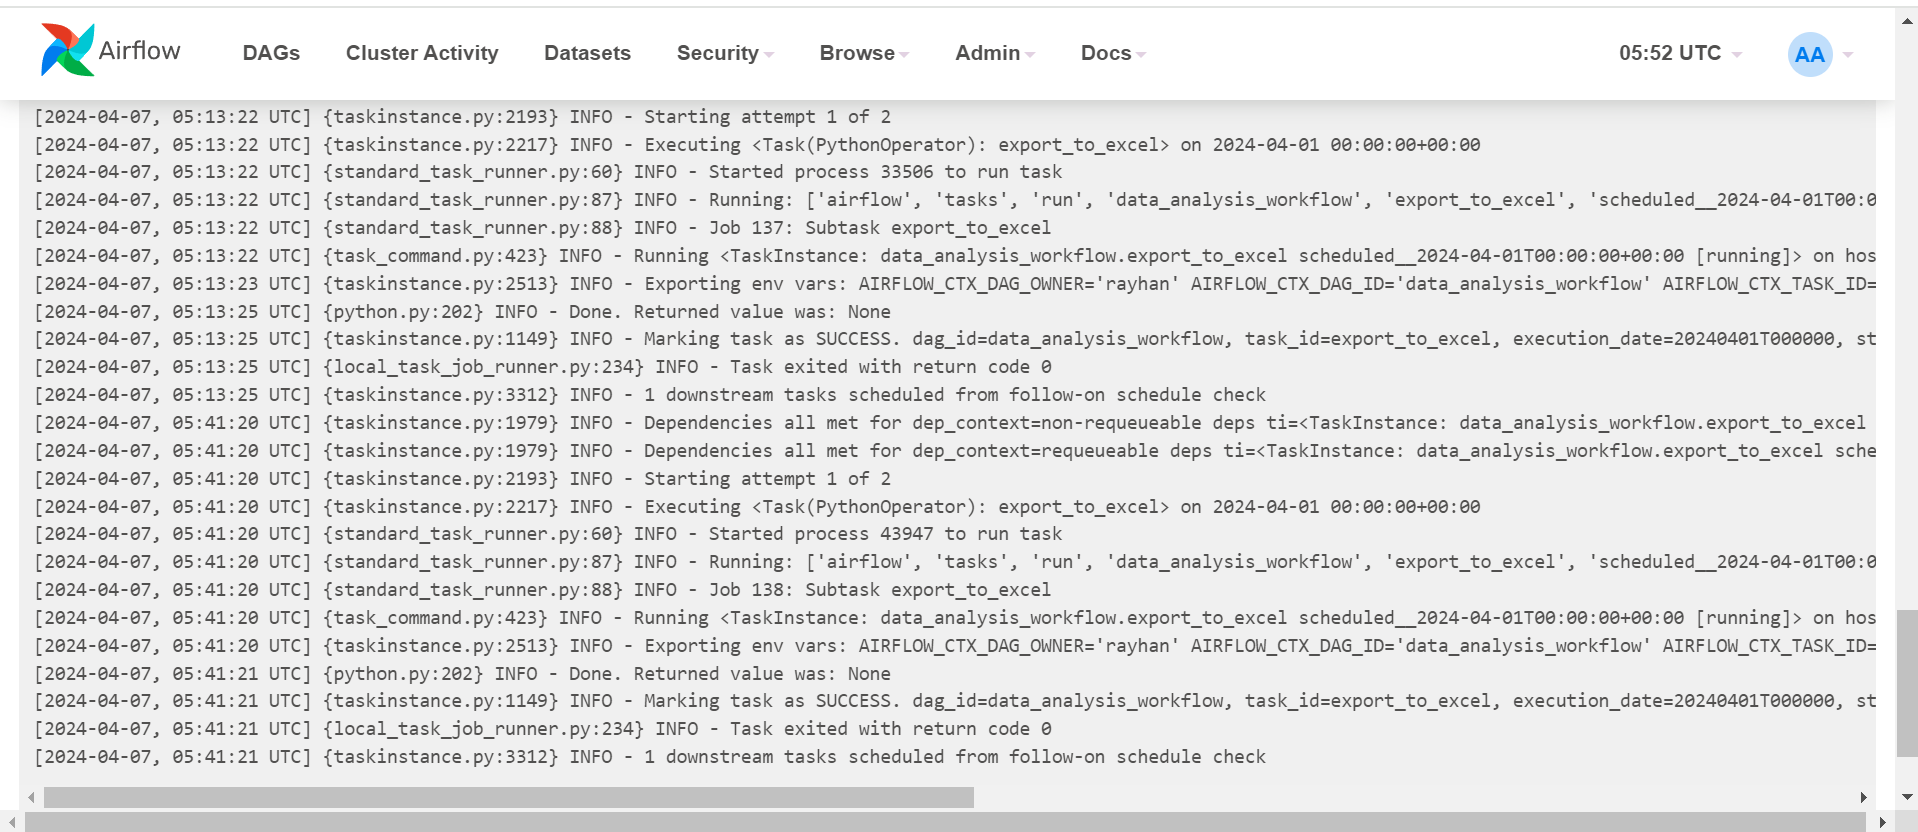 Airflow DAGs Cluster Activity Datasets Security Browse Admin Docs 05:52 UTC AA
[2024-04-07, 05:13:22 UTC] {taskinstance.py:2193} INFO - Starting attempt 1 of 2
[2024-04-07, 05:13:22 UTC] {taskinstance.py:2217} INFO - Executing <Task(PythonOperator): export_to_excel> on 2024-04-01 00:00:00+00:00
[2024-04-07, 05:13:22 UTC] {standard_task_runner.py:60} INFO - Started process 33506 to run task
[2024-04-07, 05:13:22 UTC] {standard_task_runner.py:87} INFO - Running: ['airflow', 'tasks', 'run', 'data_analysis_workflow', 'export_to_excel', 'scheduled__2024-04-01T00:0
[2024-04-07, 05:13:22 UTC] {standard_task_runner.py:88} INFO - Job 137: Subtask export_to_excel
[2024-04-07, 05:13:22 UTC] {task_command.py:423} INFO - Running <TaskInstance: data_analysis_workflow.export_to_excel scheduled__2024-04-01T00:00:00+00:00 [running]> on hos
[2024-04-07, 05:13:23 UTC] {taskinstance.py:2513} INFO - Exporting env vars: AIRFLOW_CTX_DAG_OWNER='rayhan' AIRFLOW_CTX_DAG_ID='data_analysis_workflow' AIRFLOW_CTX_TASK_ID=
[2024-04-07, 05:13:25 UTC] {python.py:202} INFO - Done. Returned value was: None
[2024-04-07, 05:13:25 UTC] {taskinstance.py:1149} INFO - Marking task as SUCCESS. dag_id=data_analysis_workflow, task_id=export_to_excel, execution_date=20240401T000000, st
[2024-04-07, 05:13:25 UTC] {local_task_job_runner.py:234} INFO - Task exited with return code 0
[2024-04-07, 05:13:25 UTC] {taskinstance.py:3312} INFO - 1 downstream tasks scheduled from follow-on schedule check
[2024-04-07, 05:41:20 UTC] {taskinstance.py:1979} INFO - Dependencies all met for dep_context=non-requeueable deps ti=<TaskInstance: data_analysis_workflow.export_to_excel
[2024-04-07, 05:41:20 UTC] {taskinstance.py:1979} INFO - Dependencies all met for dep_context=requeueable deps ti=<TaskInstance: data_analysis_workflow.export_to_excel sche
[2024-04-07, 05:41:20 UTC] {taskinstance.py:2193} INFO - Starting attempt 1 of 2
[2024-04-07, 05:41:20 UTC] {taskinstance.py:2217} INFO - Executing <Task(PythonOperator): export_to_excel> on 2024-04-01 00:00:00+00:00
[2024-04-07, 05:41:20 UTC] {standard_task_runner.py:60} INFO - Started process 43947 to run task
[2024-04-07, 05:41:20 UTC] {standard_task_runner.py:87} INFO - Running: ['airflow', 'tasks', 'run', 'data_analysis_workflow', 'export_to_excel', 'scheduled__2024-04-01T00:0
[2024-04-07, 05:41:20 UTC] {standard_task_runner.py:88} INFO - Job 138: Subtask export_to_excel
[2024-04-07, 05:41:20 UTC] {task_command.py:423} INFO - Running <TaskInstance: data_analysis_workflow.export_to_excel scheduled__2024-04-01T00:00:00+00:00 [running]> on hos
[2024-04-07, 05:41:20 UTC] {taskinstance.py:2513} INFO - Exporting env vars: AIRFLOW_CTX_DAG_OWNER='rayhan' AIRFLOW_CTX_DAG_ID='data_analysis_workflow' AIRFLOW_CTX_TASK_ID=
[2024-04-07, 05:41:21 UTC] {python.py:202} INFO - Done. Returned value was: None
[2024-04-07, 05:41:21 UTC] {taskinstance.py:1149} INFO - Marking task as SUCCESS. dag_id=data_analysis_workflow, task_id=export_to_excel, execution_date=20240401T000000, st
[2024-04-07, 05:41:21 UTC] {local_task_job_runner.py:234} INFO - Task exited with return code 0
[2024-04-07, 05:41:21 UTC] {taskinstance.py:3312} INFO - 1 downstream tasks scheduled from follow-on schedule check